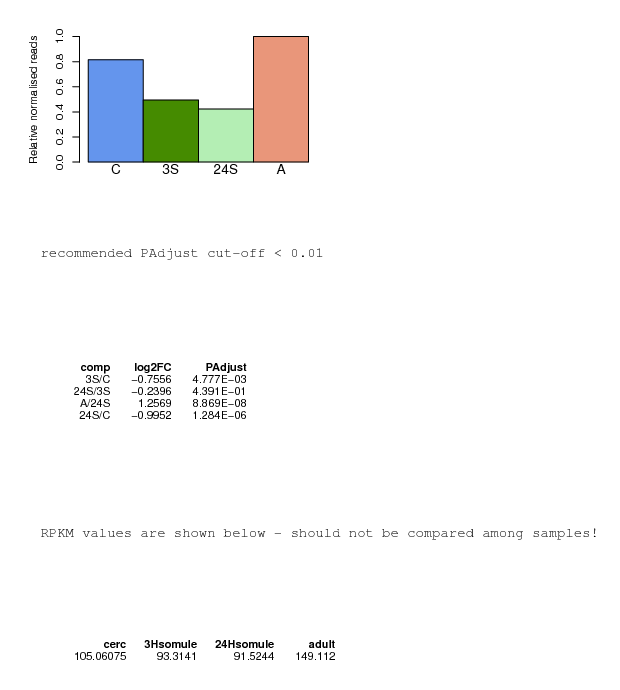 Relative normalised reads
1.0
0.8
0.6
0.4
0.2
0.0
C 3S 24S A
recommended PAdjust cut-off < 0.01
comp log2FC PAdjust
3S/C −0.7556 4.777E−03
24S/3S −0.2396 4.391E−01
A/24S 1.2569 8.869E−08
24S/C −0.9952 1.284E−06
RPKM values are shown below - should not be compared among samples!
cerc 3Hsomule 24Hsomule adult
105.06075 93.3141 91.5244 149.112